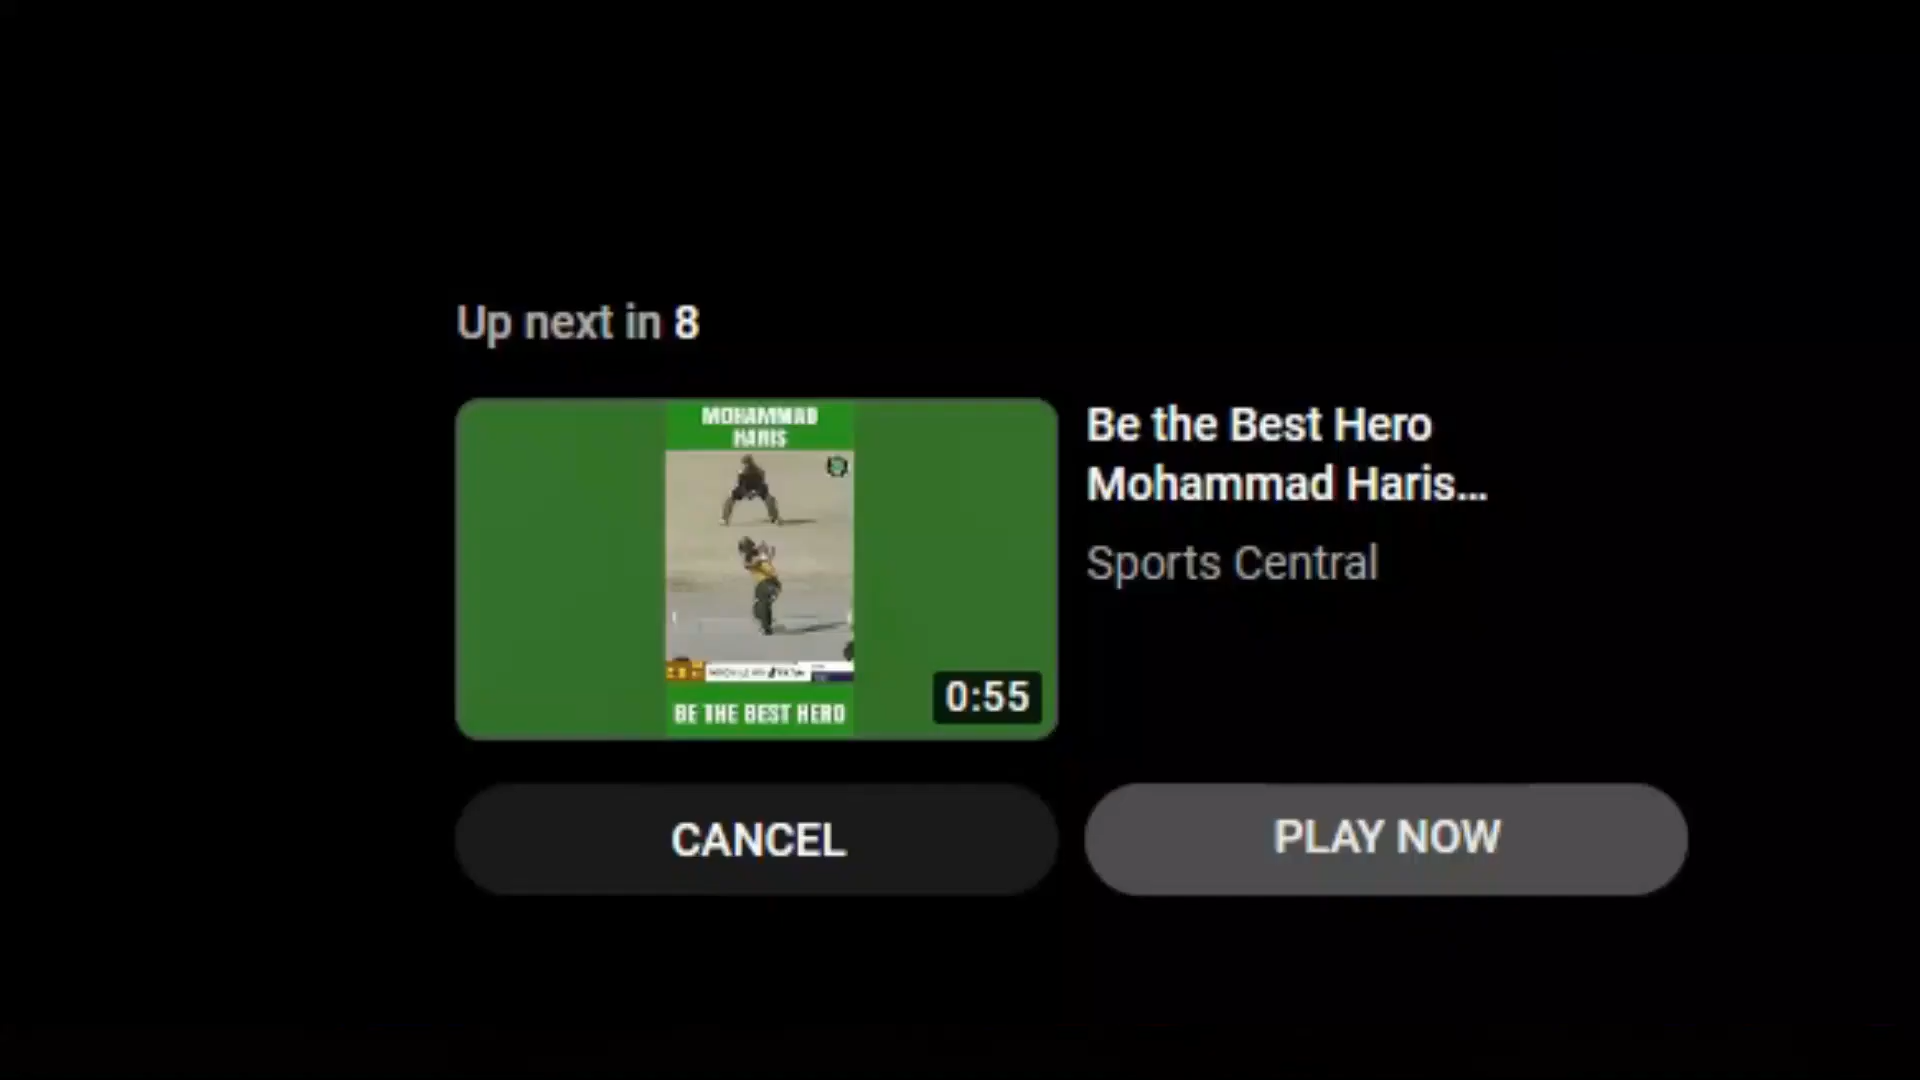 Up next in 8
MOHAMMAD
HARIS
BE THE BEST HERO
0:55
Be the Best Hero
Mohammad Haris...
Sports Central
CANCEL
PLAY NOW